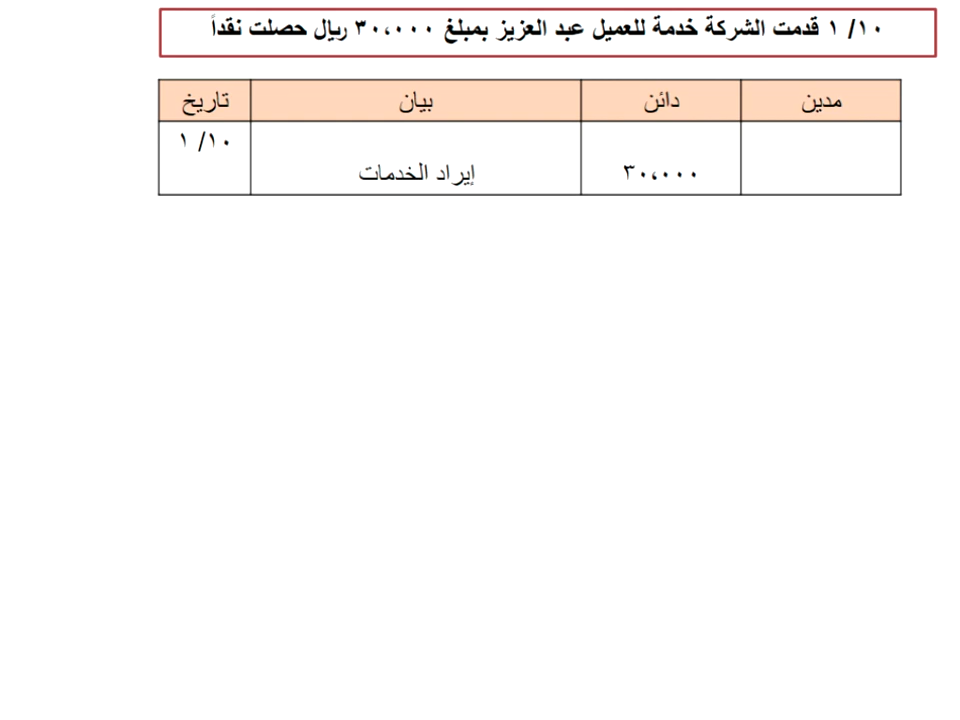 ١٠/ ١ قدمت الشركة خدمة للعميل عبد العزيز بمبلغ ٣٠،٠٠٠ ريال حصلت نقداً
مدين دائن بيان تاريخ
١٠/ ١
٣٠،٠٠٠ إيراد الخدمات